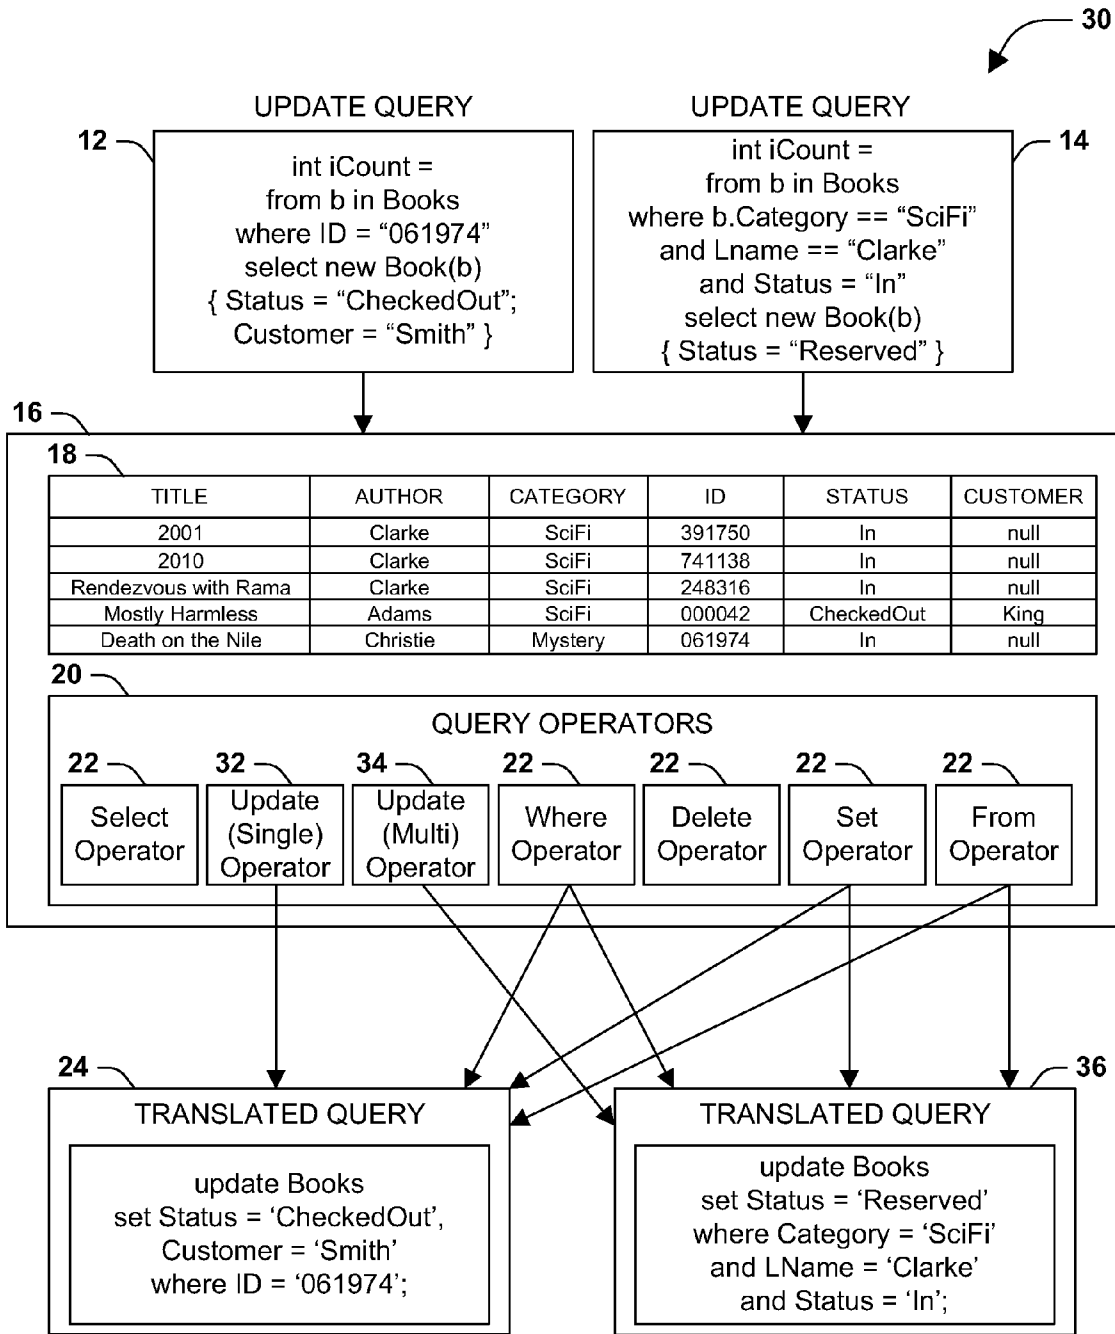 30
UPDATE QUERY
12
int iCount =
from b in Books
where ID = “061974”
select new Book(b)
{ Status = “CheckedOut”;
Customer = “Smith” }
UPDATE QUERY
14
int iCount =
from b in Books
where b.Category == “SciFi”
and Lname == “Clarke”
and Status = “In”
select new Book(b)
{ Status = “Reserved” }
16
18
TITLE AUTHOR CATEGORY ID STATUS CUSTOMER
2001 Clarke SciFi 391750 In null
2010 Clarke SciFi 741138 In null
Rendezvous with Rama Clarke SciFi 248316 In null
Mostly Harmless Adams SciFi 000042 CheckedOut King
Death on the Nile Christie Mystery 061974 In null
20
QUERY OPERATORS
22
Select
Operator
32
Update
(Single)
Operator
34
Update
(Multi)
Operator
22
Where
Operator
22
Delete
Operator
22
Set
Operator
22
From
Operator
24
TRANSLATED QUERY
update Books
set Status = ‘CheckedOut’,
Customer = ‘Smith’
where ID = ‘061974’;
36
TRANSLATED QUERY
update Books
set Status = ‘Reserved’
where Category = ‘SciFi’
and LName = ‘Clarke’
and Status = ‘In’;